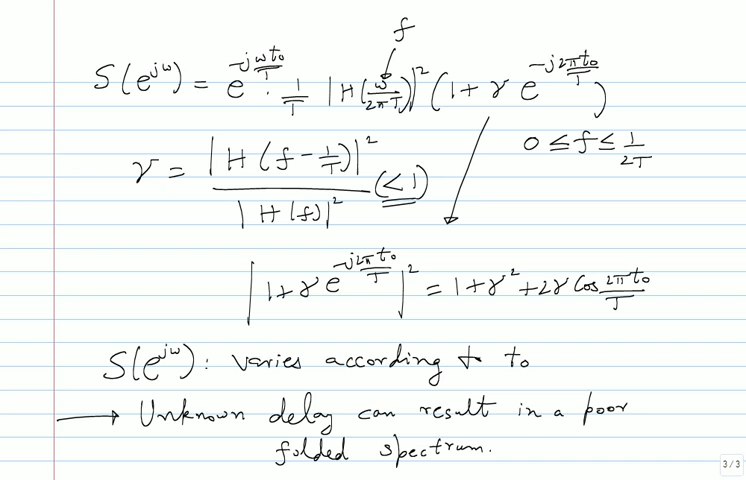 f
S(e^{jω}) = e^{-jωt₀/T} · 1/T |H(ω/2πT)|² (1 + γ e^{-j2πt₀/T})
γ = |H(f - 1/T)|² / |H(f)|² (< 1) 0 ≤ f ≤ 1/2T
|1 + γ e^{-j2πt₀/T}|² = 1 + γ² + 2γ cos 2πt₀/T
S(e^{jω}) : varies according to t₀
→ Unknown delay can result in a poor
folded spectrum.
3 / 3